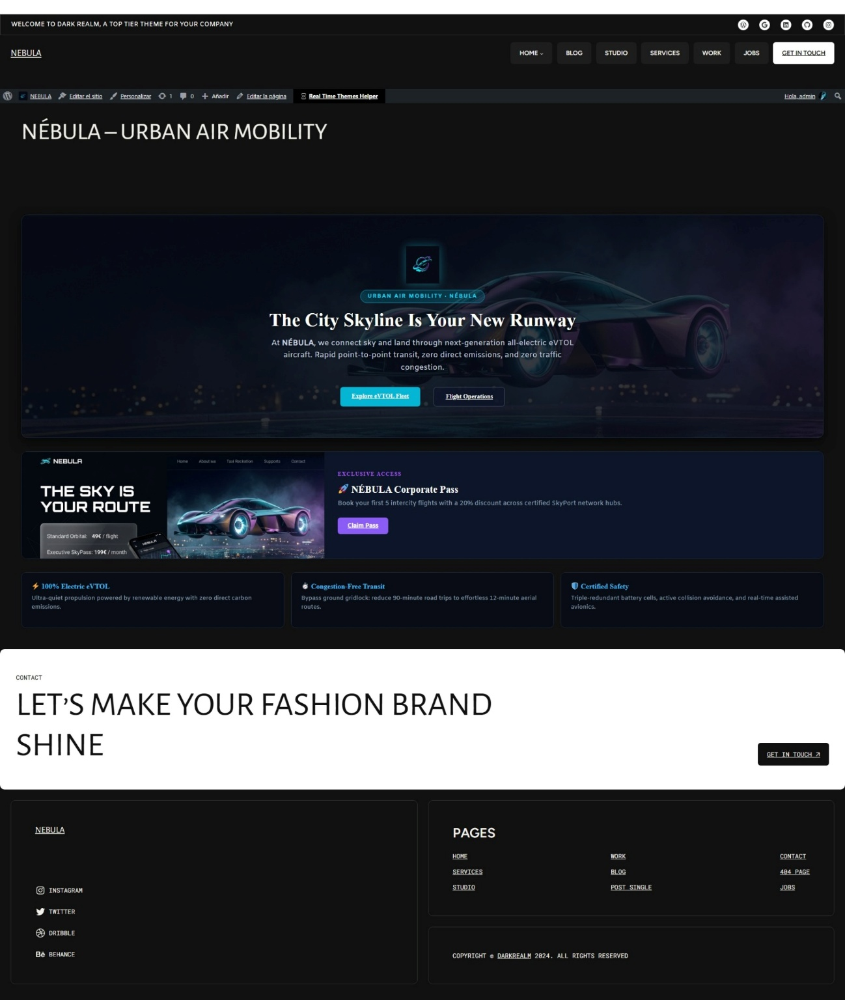 WELCOME TO DARK REALM, A TOP TIER THEME FOR YOUR COMPANY
NEBULA
HOME
BLOG
STUDIO
SERVICES
WORK
JOBS
GET IN TOUCH
NEBULA
Editar el sitio
Personalizar
1
0
Añadir
Editar la página
Real Time Themes Helper
Hola, admin
NÉBULA – URBAN AIR MOBILITY
URBAN AIR MOBILITY · NÉBULA
The City Skyline Is Your New Runway
At NÉBULA, we connect sky and land through next-generation all-electric eVTOL
aircraft. Rapid point-to-point transit, zero direct emissions, and zero traffic
congestion.
Explore eVTOL Fleet
Flight Operations
NEBULA
Home
About sus
Taxi Reckation
Supports
Contact
THE SKY IS
YOUR ROUTE
Standard Orbital: 49€ / flight
Executive SkyPass: 199€ / month
NEBULA
EXCLUSIVE ACCESS
🚀 NÉBULA Corporate Pass
Book your first 5 intercity flights with a 20% discount across certified SkyPort network hubs.
Claim Pass
⚡ 100% Electric eVTOL
Ultra-quiet propulsion powered by renewable energy with zero direct carbon
emissions.
⏱ Congestion-Free Transit
Bypass ground gridlock: reduce 90-minute road trips to effortless 12-minute aerial
routes.
🛡 Certified Safety
Triple-redundant battery cells, active collision avoidance, and real-time assisted
avionics.
CONTACT
LET'S MAKE YOUR FASHION BRAND
SHINE
GET IN TOUCH ↗
NEBULA
INSTAGRAM
TWITTER
DRIBBLE
Bē BEHANCE
PAGES
HOME
WORK
CONTACT
SERVICES
BLOG
404 PAGE
STUDIO
POST SINGLE
JOBS
COPYRIGHT © DARKREALM 2024. ALL RIGHTS RESERVED